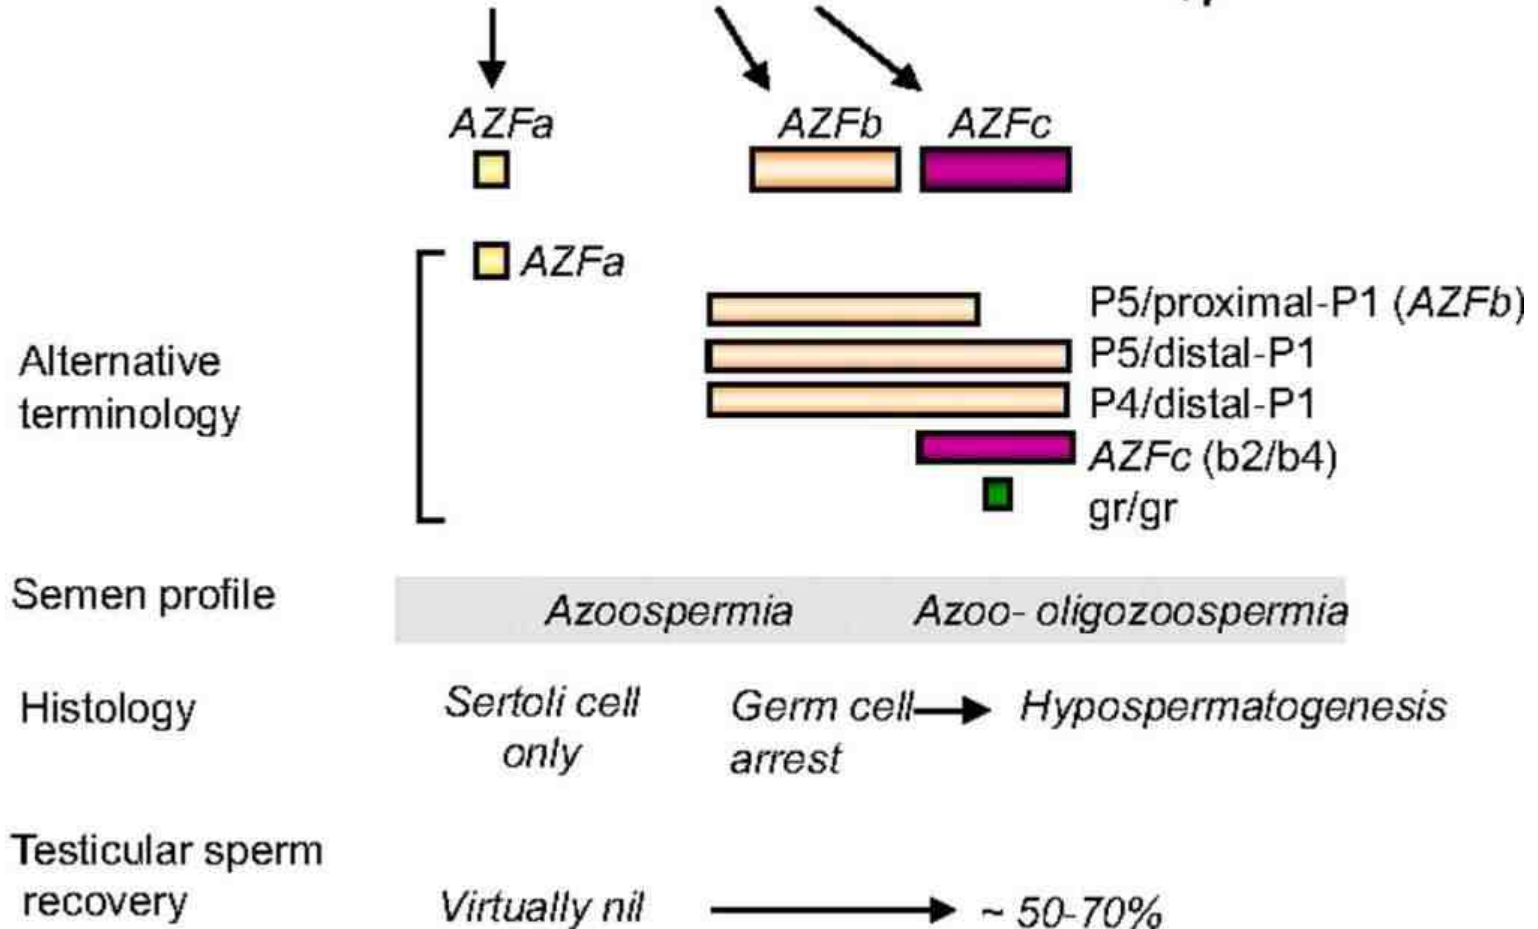 AZFa
AZFb
AZFc
AZFa
P5/proximal-P1 (AZFb)
P5/distal-P1
P4/distal-P1
AZFc (b2/b4)
gr/gr
Alternative
terminology
Semen profile
Azoospermia
Azoo- oligozoospermia
Histology
Sertoli cell
only
Germ cell
arrest
Hypospermatogenesis
Testicular sperm
recovery
Virtually nil
~ 50-70%